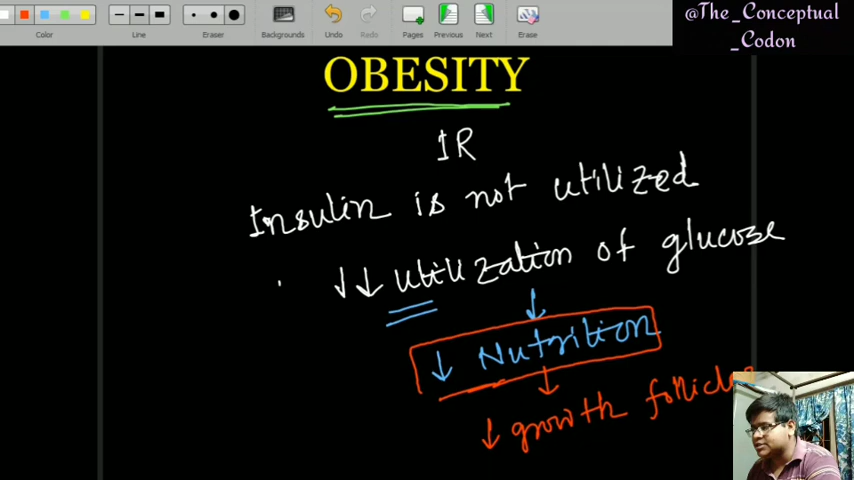 @The_Conceptual
_Codon
Color
Line
Eraser
Backgrounds
Undo
Redo
Pages
Previous
Next
Erase
OBESITY
IR
Insulin is not utilized
↓↓ utilization of glucose
↓
↓ Nutrition
↓
↓ growth follicles